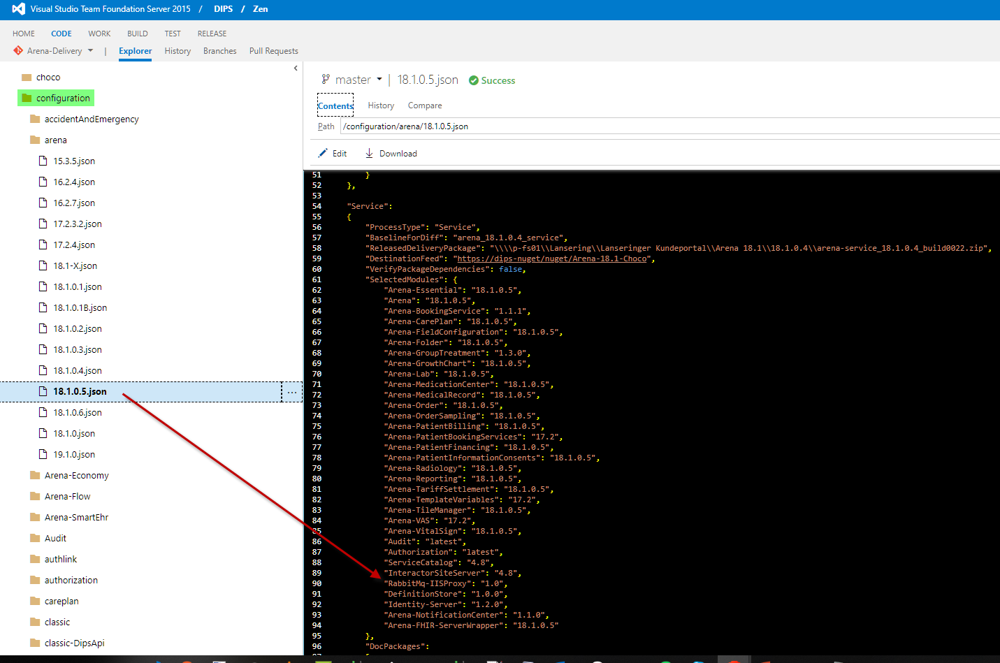 Visual Studio Team Foundation Server 2015 / DIPS / Zen
HOME CODE WORK BUILD TEST RELEASE
Arena-Delivery | Explorer History Branches Pull Requests
choco
configuration
accidentAndEmergency
arena
15.3.5.json
16.2.4.json
16.2.7.json
17.2.3.2.json
17.2.4.json
18.1-X.json
18.1.0.1.json
18.1.0.1B.json
18.1.0.2.json
18.1.0.3.json
18.1.0.4.json
18.1.0.5.json ...
18.1.0.6.json
18.1.0.json
19.1.0.json
Arena-Economy
Arena-Flow
Arena-SmartEhr
Audit
authlink
authorization
careplan
classic
classic-DipsApi
master | 18.1.0.5.json Success
Contents History Compare
Path /configuration/arena/18.1.0.5.json
Edit Download
51 }
52 },
53
54 "Service":
55 {
56 "ProcessType": "Service",
57 "BaselineForDiff": "arena_18.1.0.4_service",
58 "ReleasedDeliveryPackage": "\\\\p-fs01\\Lansering\\Lanseringer Kundeportal\\Arena 18.1\\18.1.0.4\\arena-service_18.1.0.4_build0022.zip",
59 "DestinationFeed": "https://dips-nuget/nuget/Arena-18.1-Choco",
60 "VerifyPackageDependencies": false,
61 "SelectedModules": {
62 "Arena-Essential": "18.1.0.5",
63 "Arena": "18.1.0.5",
64 "Arena-BookingService": "1.1.1",
65 "Arena-CarePlan": "18.1.0.5",
66 "Arena-FieldConfiguration": "18.1.0.5",
67 "Arena-Folder": "18.1.0.5",
68 "Arena-GroupTreatment": "1.3.0",
69 "Arena-GrowthChart": "18.1.0.5",
70 "Arena-Lab": "18.1.0.5",
71 "Arena-MedicationCenter": "18.1.0.5",
72 "Arena-MedicalRecord": "18.1.0.5",
73 "Arena-Order": "18.1.0.5",
74 "Arena-OrderSampling": "18.1.0.5",
75 "Arena-PatientBilling": "18.1.0.5",
76 "Arena-PatientBookingServices": "17.2",
77 "Arena-PatientFinancing": "18.1.0.5",
78 "Arena-PatientInformationConsents": "18.1.0.5",
79 "Arena-Radiology": "18.1.0.5",
80 "Arena-Reporting": "18.1.0.5",
81 "Arena-TariffSettlement": "18.1.0.5",
82 "Arena-TemplateVariables": "17.2",
83 "Arena-TileManager": "18.1.0.5",
84 "Arena-VAS": "17.2",
85 "Arena-VitalSign": "18.1.0.5",
86 "Audit": "latest",
87 "Authorization": "latest",
88 "ServiceCatalog": "4.8",
89 "InteractorSiteServer": "4.8",
90 "RabbitMq-IISProxy": "1.0",
91 "DefinitionStore": "1.0.0",
92 "Identity-Server": "1.2.0",
93 "Arena-NotificationCenter": "1.1.0",
94 "Arena-FHIR-ServerWrapper": "18.1.0.5"
95 },
96 "DocPackages":